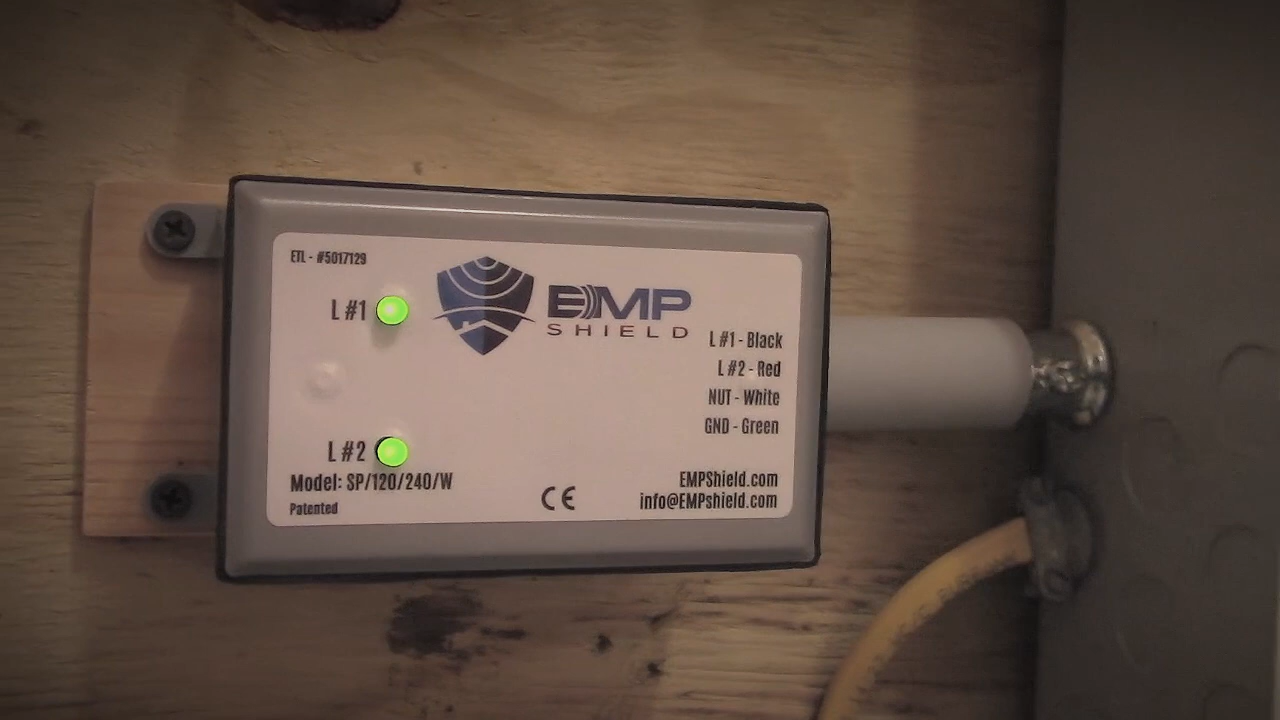 ETL - #5017129
L #1
EMP
SHIELD
L #1 - Black
L #2 - Red
NUT - White
GND - Green
L #2
Model: SP/120/240/W
Patented
CE
EMPShield.com
info@EMPshield.com